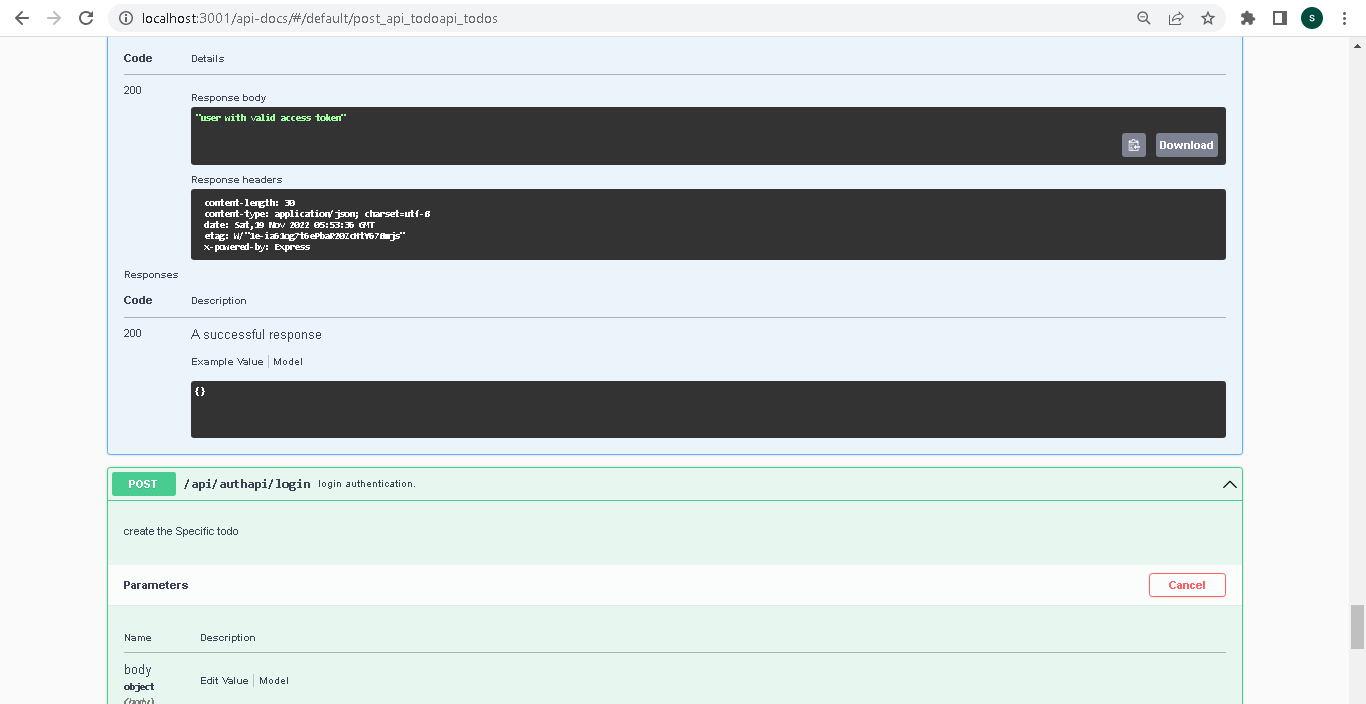 localhost:3001/api-docs/#/default/post_api_todoapi_todos
S
Code Details
200
Response body
"user with valid access token"
Download
Response headers
content-length: 30
content-type: application/json; charset=utf-8
date: Sat,19 Nov 2022 05:53:36 GMT
x-powered-by: Express
Responses
Code Description
200 A successful response
Example Value Model
{}
POST /api/authapi/login login authentication.
create the Specific todo
Parameters Cancel
Name Description
body
object
Edit Value Model
(body)